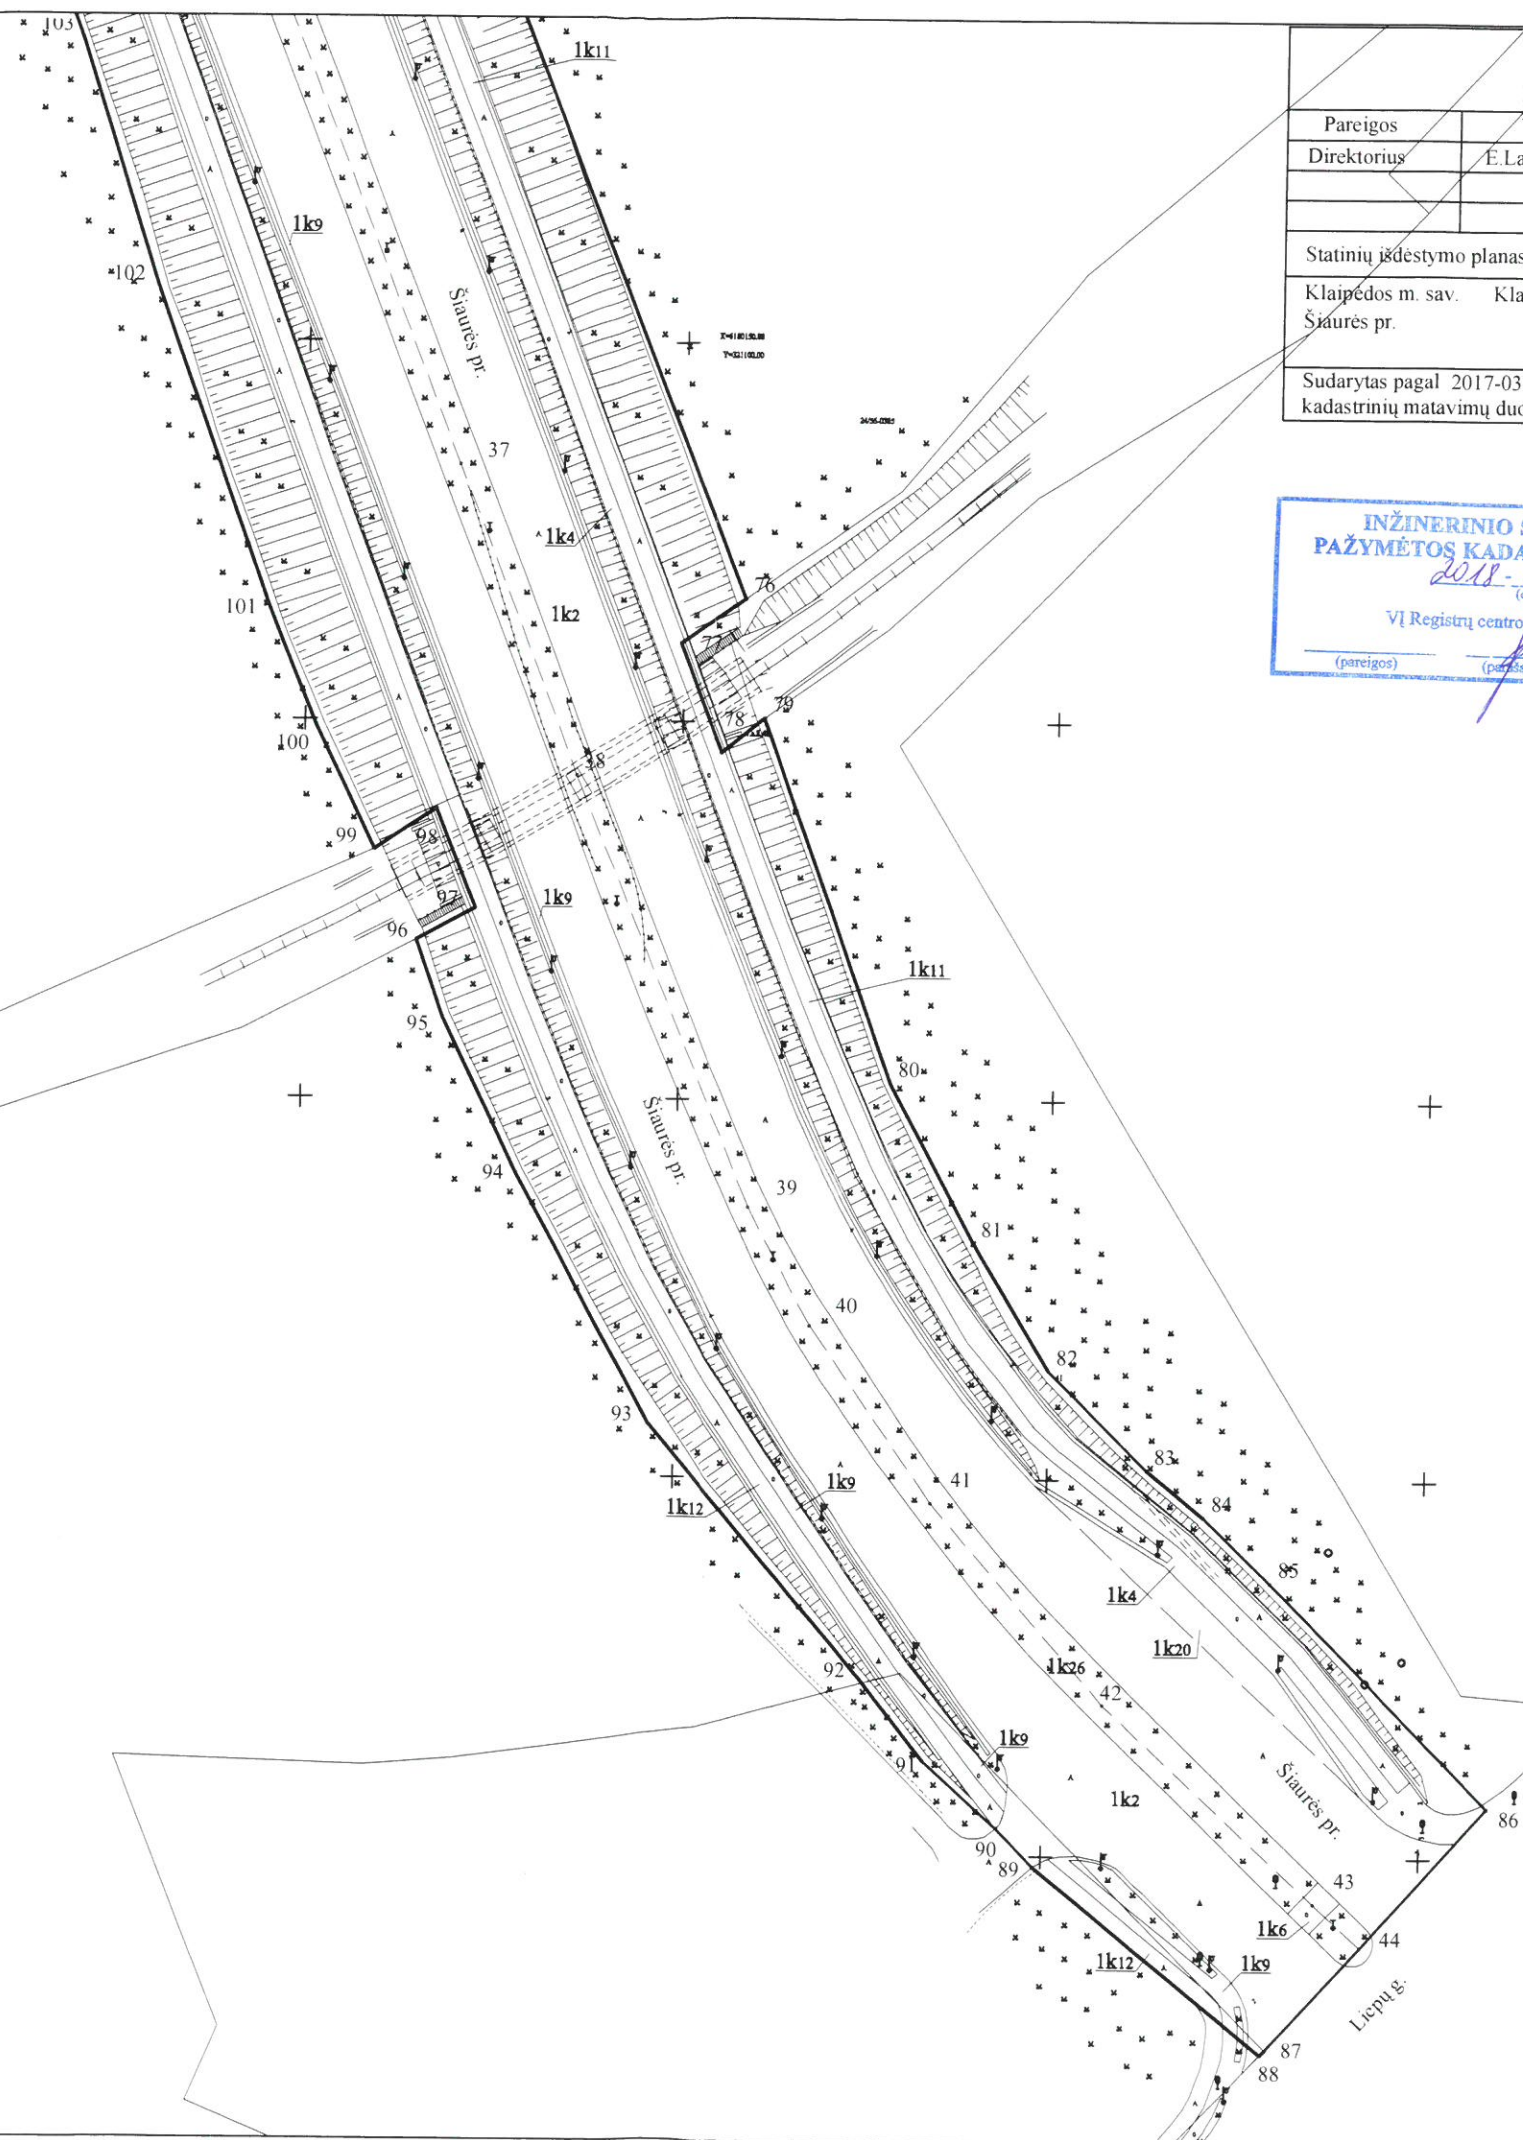 103
1k11
Pareigos
Direktorius
E.La
1k9
102
Šiaurės pr.
Statinių išdėstymo planas
Klaipėdos m. sav. Kla
Šiaurės pr.
Sudarytas pagal 2017-03
kadastrinių matavimų duo
37
1k4
INŽINERINIO S
PAŽYMĖTOS KADA
2018 -
VĮ Registrų centro
(pareigos)
76
101
1k2
77
79
78
100
38
99
98
97
1k9
96
1k11
95
80
Šiaurės pr.
94
39
81
40
82
93
83
41
1k9
84
1k12
85
1k4
1k20
92
1k26
42
1k9
91
Šiaurės pr.
1k2
86
90
89
43
1k6
44
1k12
1k9
Liepų g.
87
88